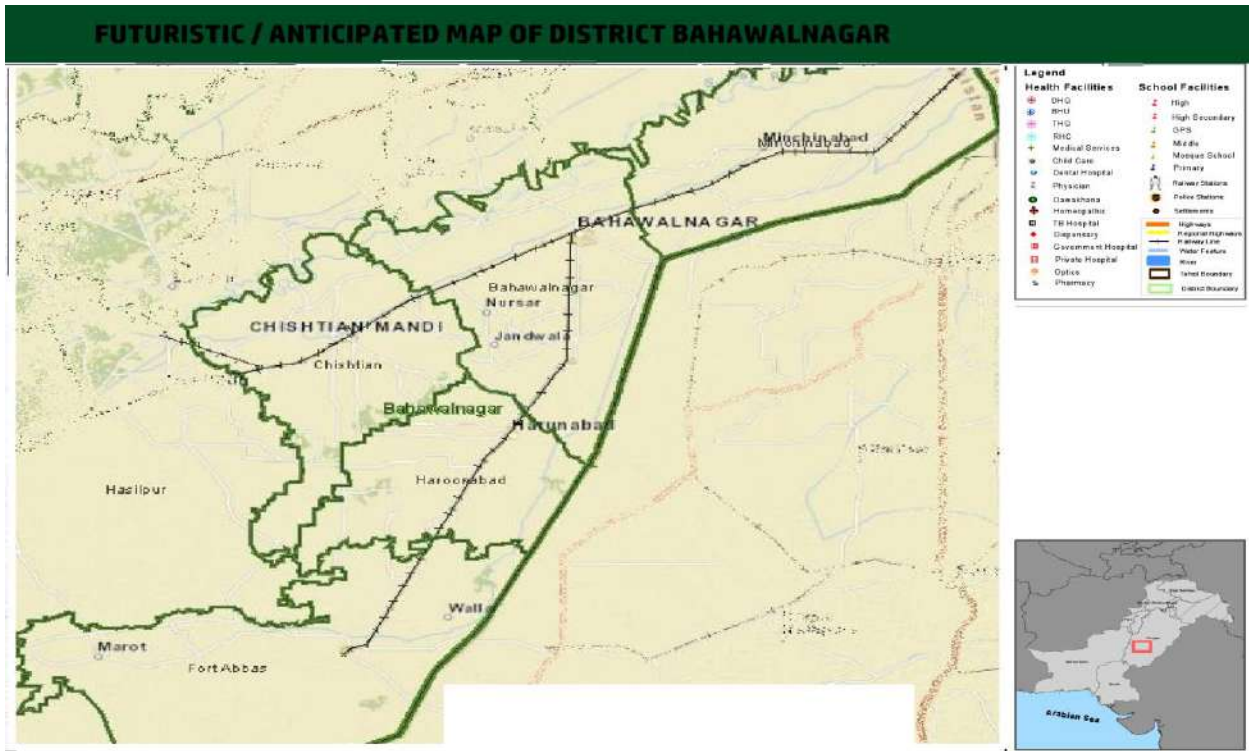 FUTURISTIC / ANTICIPATED MAP OF DISTRICT BAHAWALNAGAR
Minchinabad
Minchinabad
BAHAWALNAGAR
Bahawalnagar
Nursar
CHISHTIAN MANDI
Jandwala
Chishtian
Bahawalnagar
Harunabad
Haroonabad
Hasilpur
Walle
Marot
Fort Abbas
Legend
Health Facilities
DHQ
BHU
THQ
RHC
Medical Services
Child Care
Dental Hospital
Physician
Dawakhana
Homeopathic
TB Hospital
Dispensary
Government Hospital
Private Hospital
Optics
Pharmacy
School Facilities
High
High Secondary
GPS
Middle
Mosque School
Primary
Railway Stations
Police Stations
Settlements
Highways
Regional Highways
Railway Line
Water Feature
River
Tehsil Boundary
District Boundary
Arabian Sea